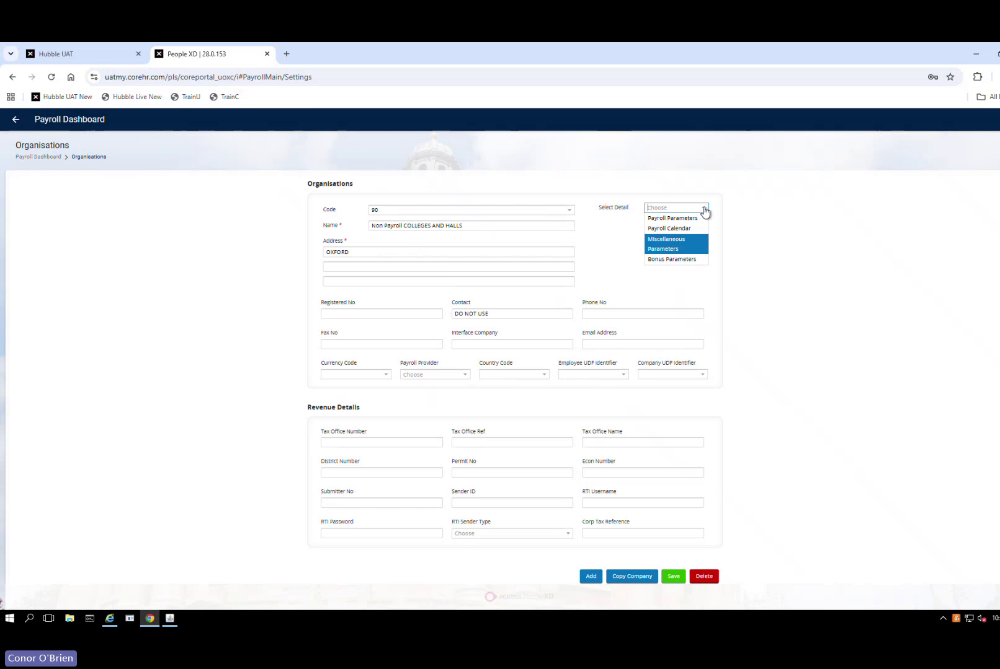 Hubble UAT
People XD | 28.0.153
uatmy.corehr.com/pls/coreportal_uoxc/i#PayrollMain/Settings
Hubble UAT New
Hubble Live New
TrainU
TrainC
All
Payroll Dashboard
Organisations
Payroll Dashboard > Organisations
Organisations
Code
90
Select Detail
Choose
Payroll Parameters
Payroll Calendar
Miscellaneous
Parameters
Bonus Parameters
Name *
Non Payroll COLLEGES AND HALLS
Address *
OXFORD
Registered No
Contact
Phone No
DO NOT USE
Fax No
Interface Company
Email Address
Currency Code
Payroll Provider
Country Code
Employee UDF Identifier
Company UDF Identifier
Choose
Revenue Details
Tax Office Number
Tax Office Ref
Tax Office Name
District Number
Permit No
Econ Number
Submitter No
Sender ID
RTI Username
RTI Password
RTI Sender Type
Corp Tax Reference
Choose
Add
Copy Company
Save
Delete
access PeopleXD
10:
Conor O'Brien